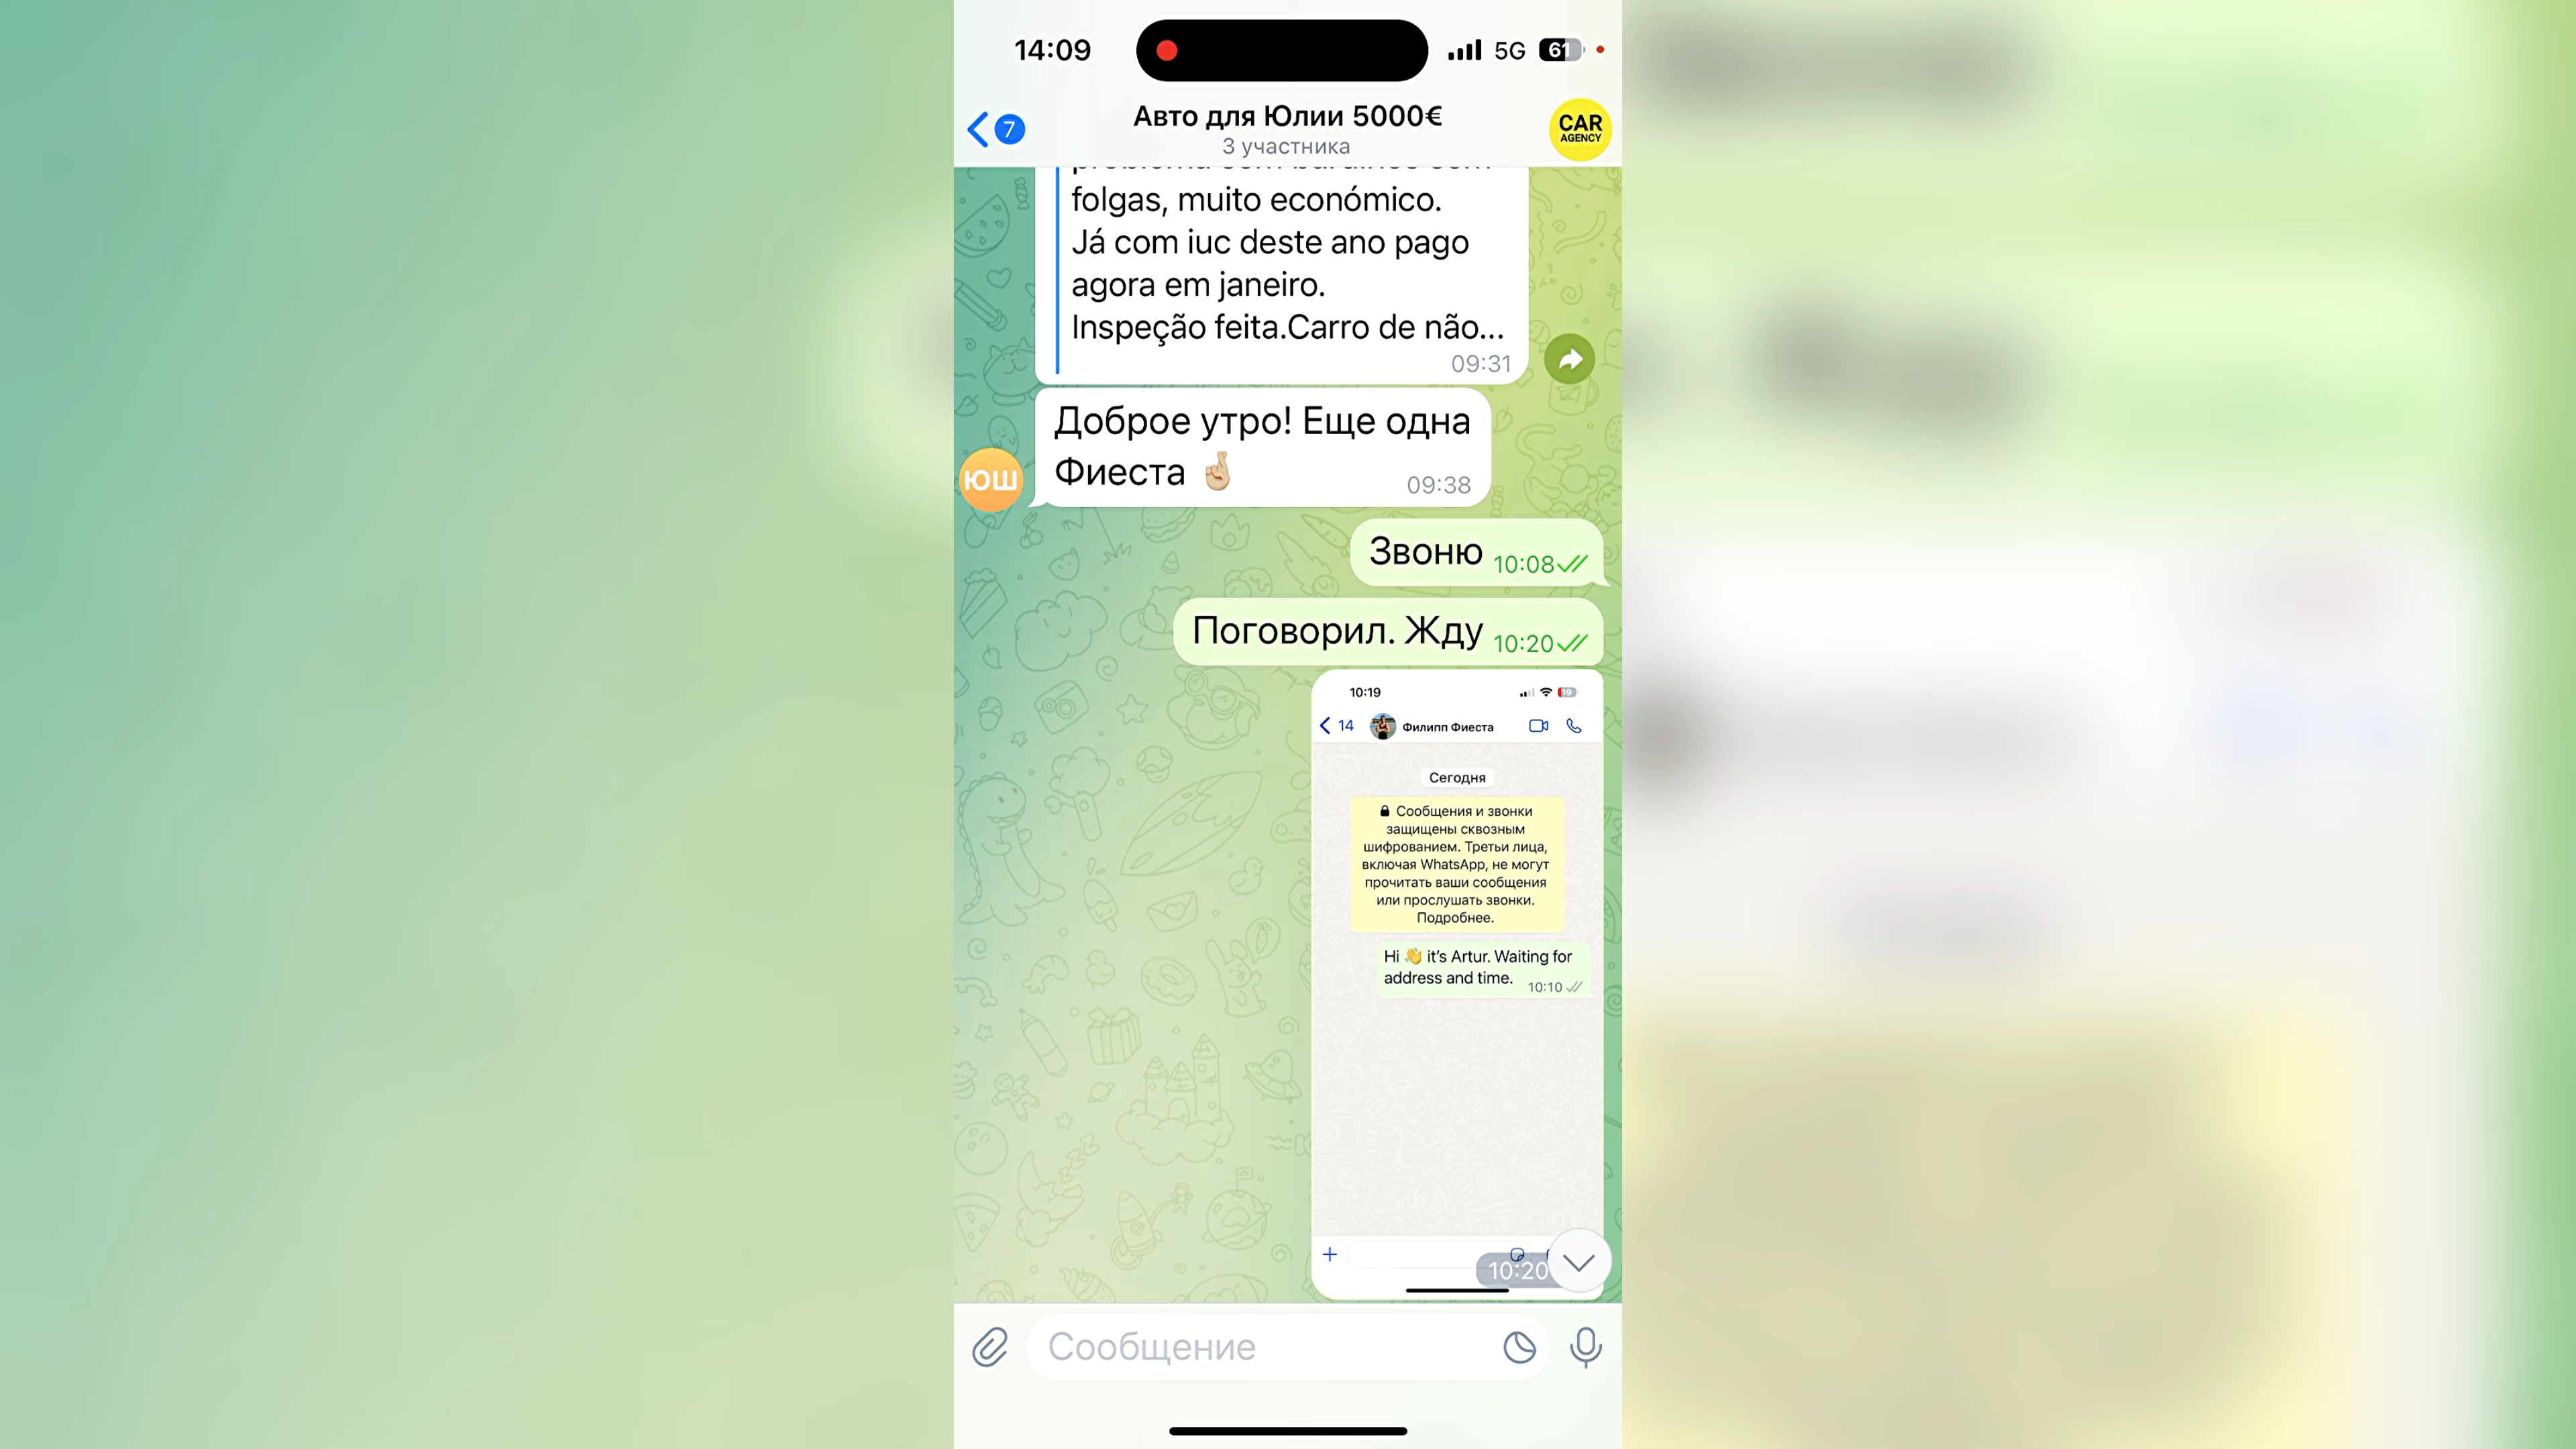 14:09
5G
61
7
Авто для Юлии 5000€
3 участника
CAR
AGENCY
folgas, muito económico.
Já com iuc deste ano pago
agora em janeiro.
Inspeção feita.Carro de não...
09:31
Доброе утро! Еще одна
Фиеста 🤞🏼
09:38
ЮШ
Звоню 10:08
Поговорил. Жду 10:20
10:19
19
14
Филипп Фиеста
Сегодня
Сообщения и звонки
защищены сквозным
шифрованием. Третьи лица,
включая WhatsApp, не могут
прочитать ваши сообщения
или прослушать звонки.
Подробнее.
Hi 👋 it's Artur. Waiting for
address and time.
10:10
10:20
Сообщение